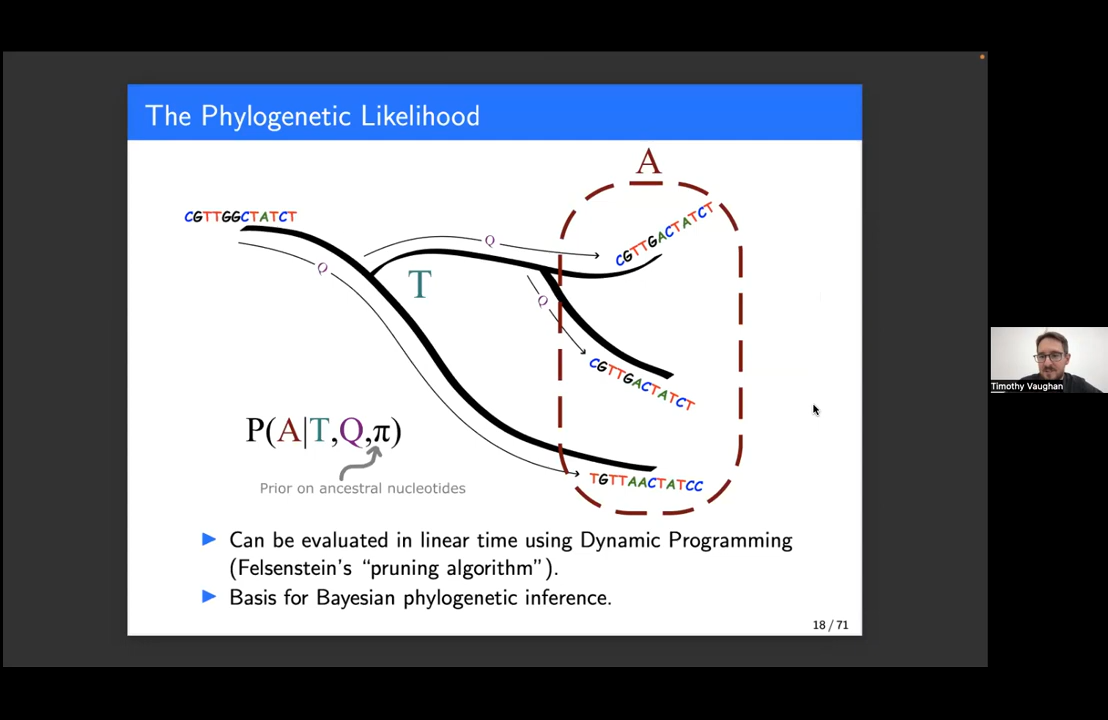 The Phylogenetic Likelihood
A
CGTTGGCTATCT
CGTTGACTATCT
Q
Q
T
Q
CGTTGACTATCT
Timothy Vaughan
P(A|T,Q,π)
TGTTAACTATCC
Prior on ancestral nucleotides
Can be evaluated in linear time using Dynamic Programming
(Felsenstein's “pruning algorithm”).
Basis for Bayesian phylogenetic inference.
18 / 71